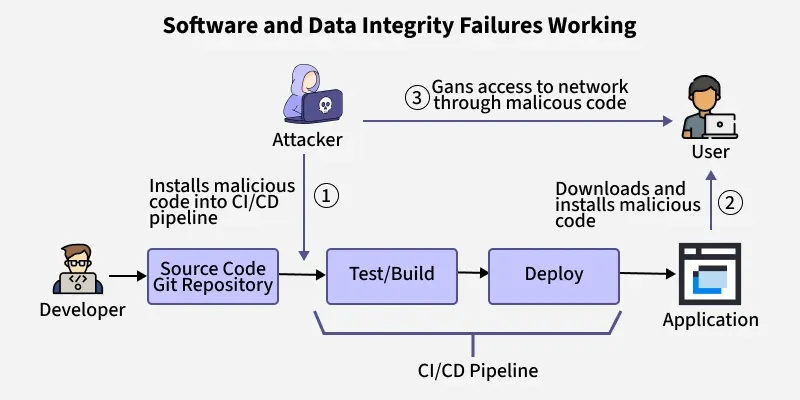 Software and Data Integrity Failures Working
Attacker
③
Gans access to network
through malicous code
User
Installs malicious
code into CI/CD
pipeline
①
Downloads and
installs malicious
code
②
Developer
Source Code
Git Repository
Test/Build
Deploy
Application
CI/CD Pipeline